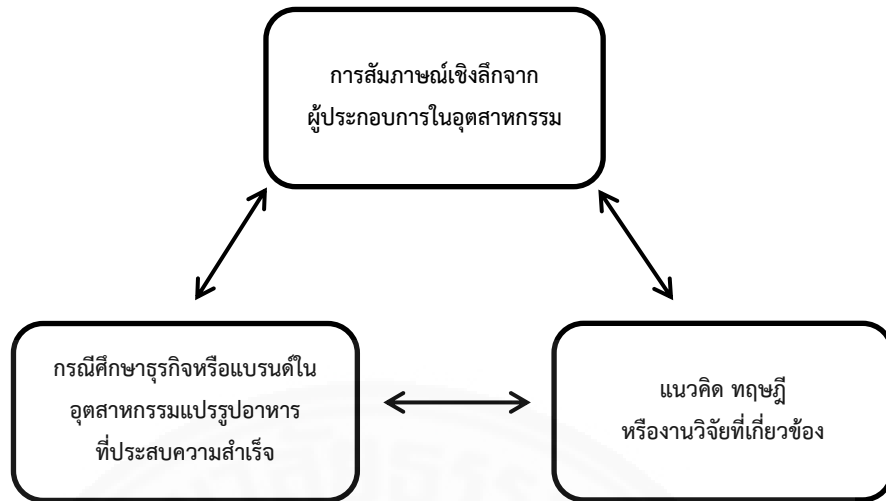 การสัมภาษณ์เชิงลึกจาก
ผู้ประกอบการในอุตสาหกรรม
กรณีศึกษาธุรกิจหรือแบรนด์ใน
อุตสาหกรรมแปรรูปอาหาร
ที่ประสบความสำเร็จ
แนวคิด ทฤษฎี
หรืองานวิจัยที่เกี่ยวข้อง